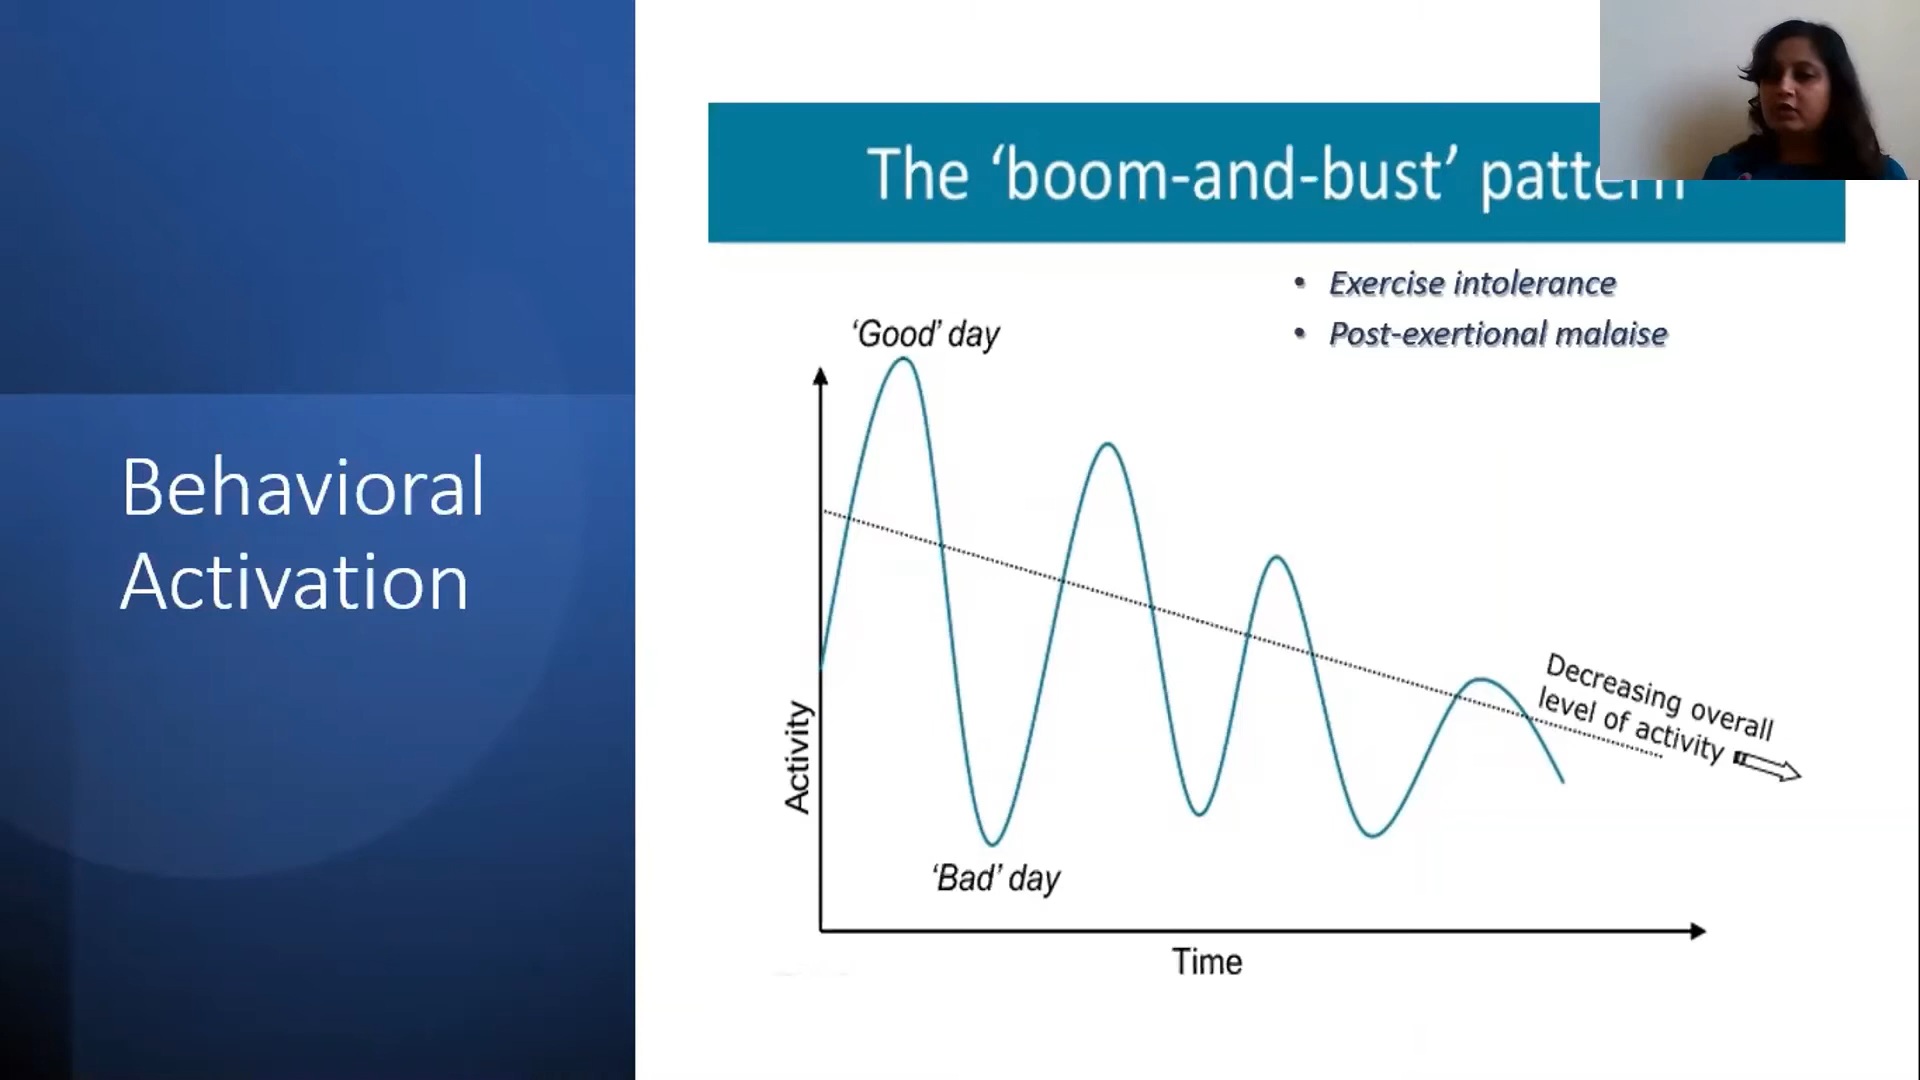 Behavioral
Activation
The ‘boom-and-bust’ pattern
• Exercise intolerance
• Post-exertional malaise
‘Good’ day
Activity
‘Bad’ day
Time
Decreasing overall
level of activity